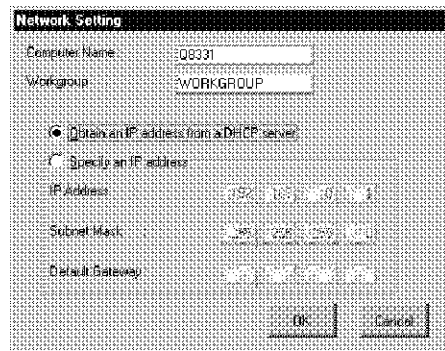 Network Setting
Computer Name: Q8331
Workgroup: WORKGROUP
Obtain an IP address from a DHCP server
Specify an IP address
IP Address
Subnet Mask :
Default Gateway
OK Cancel